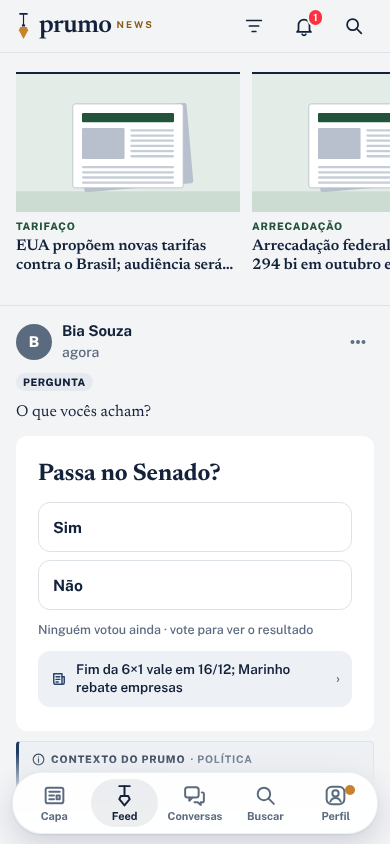 prumo NEWS
1
TARIFAÇO
EUA propõem novas tarifas
contra o Brasil; audiência será...
ARRECADAÇÃO
Arrecadação federal
294 bi em outubro e
B
Bia Souza
agora
PERGUNTA
O que vocês acham?
Passa no Senado?
Sim
Não
Ninguém votou ainda · vote para ver o resultado
Fim da 6×1 vale em 16/12; Marinho
rebate empresas
CONTEXTO DO PRUMO · POLÍTICA
Capa
Feed
Conversas
Buscar
Perfil